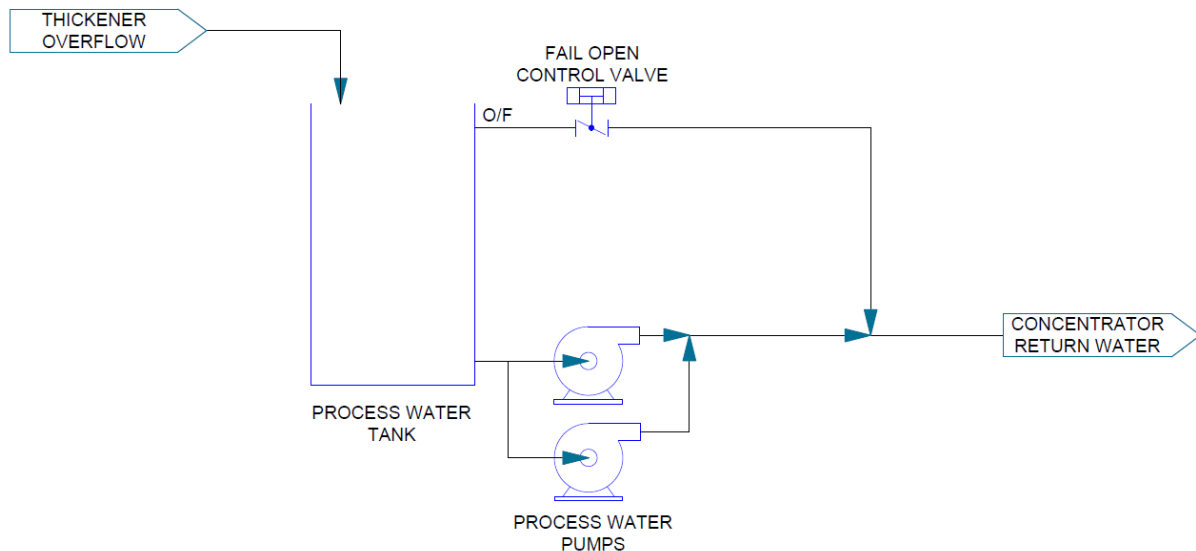 THICKENER
OVERFLOW
FAIL OPEN
CONTROL VALVE
O/F
CONCENTRATOR
RETURN WATER
PROCESS WATER
TANK
PROCESS WATER
PUMPS